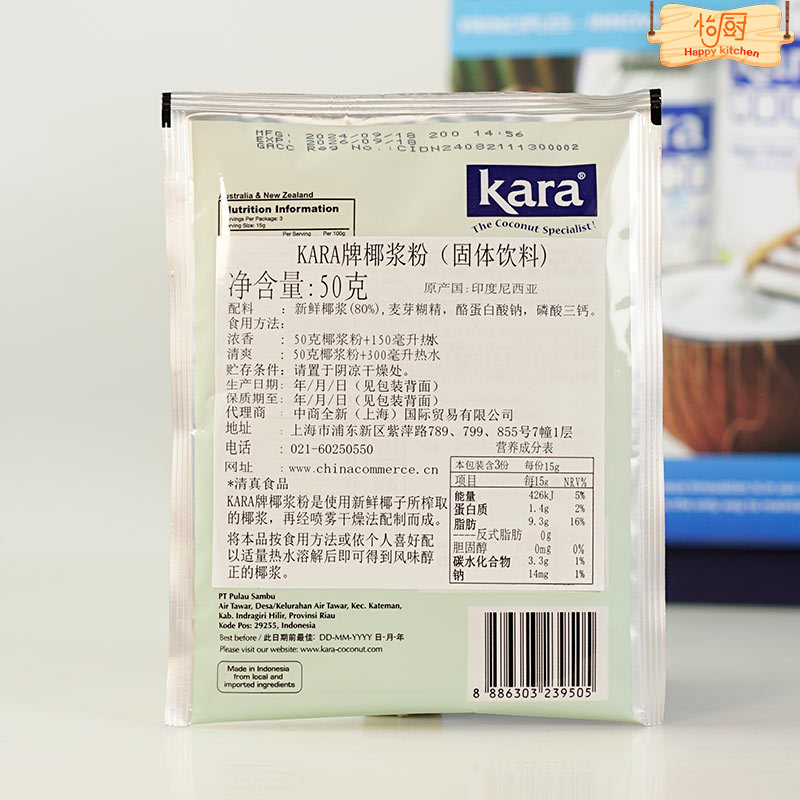 怡厨
Happy kitchen
PRINCIPLES
MFG: 2024/09/18 200 14:56
EXP: 2026/09/18
GACC Reg No.:CIDN24082111300002
kara®
The Coconut Specialist!
Australia & New Zealand
Nutrition Information
Servings Per Package: 3
Serving Size: 15g
Per Serving Per 100g
KARA牌椰浆粉（固体饮料）
净含量:50克 原产国:印度尼西亚
配料 : 新鲜椰浆(80%), 麦芽糊精, 酪蛋白酸钠, 磷酸三钙。
食用方法:
浓香 : 50克椰浆粉+150毫升热水
清爽 : 50克椰浆粉+300毫升热水
贮存条件: 请置于阴凉干燥处。
生产日期: 年/月/日（见包装背面）
保质期至: 年/月/日（见包装背面）
代理商 : 中商全新（上海）国际贸易有限公司
地址 : 上海市浦东新区紫萍路789、799、855号7幢1层
电话 : 021-60250550
网址 : www.chinacommerce.cn
*清真食品
KARA牌椰浆粉是使用新鲜椰子所榨取
的椰浆，再经喷雾干燥法配制而成。
将本品按食用方法或依个人喜好配
以适量热水溶解后即可得到风味醇
正的椰浆。
营养成分表
本包装含3份 每份15g
项目 每15g NRV%
能量 426kJ 5%
蛋白质 1.4g 2%
脂肪 9.3g 16%
----反式脂肪 0g
胆固醇 0mg 0%
碳水化合物 3.3g 1%
钠 14mg 1%
PT Pulau Sambu
Air Tawar, Desa/Kelurahan Air Tawar, Kec. Kateman,
Kab. Indragiri Hilir, Provinsi Riau
Kode Pos: 29255, Indonesia
Best before / 此日期前最佳: DD-MM-YYYY 日-月-年
Please visit our website: www.kara-coconut.com
Made in Indonesia
from local and
imported ingredients
8 886303 239505